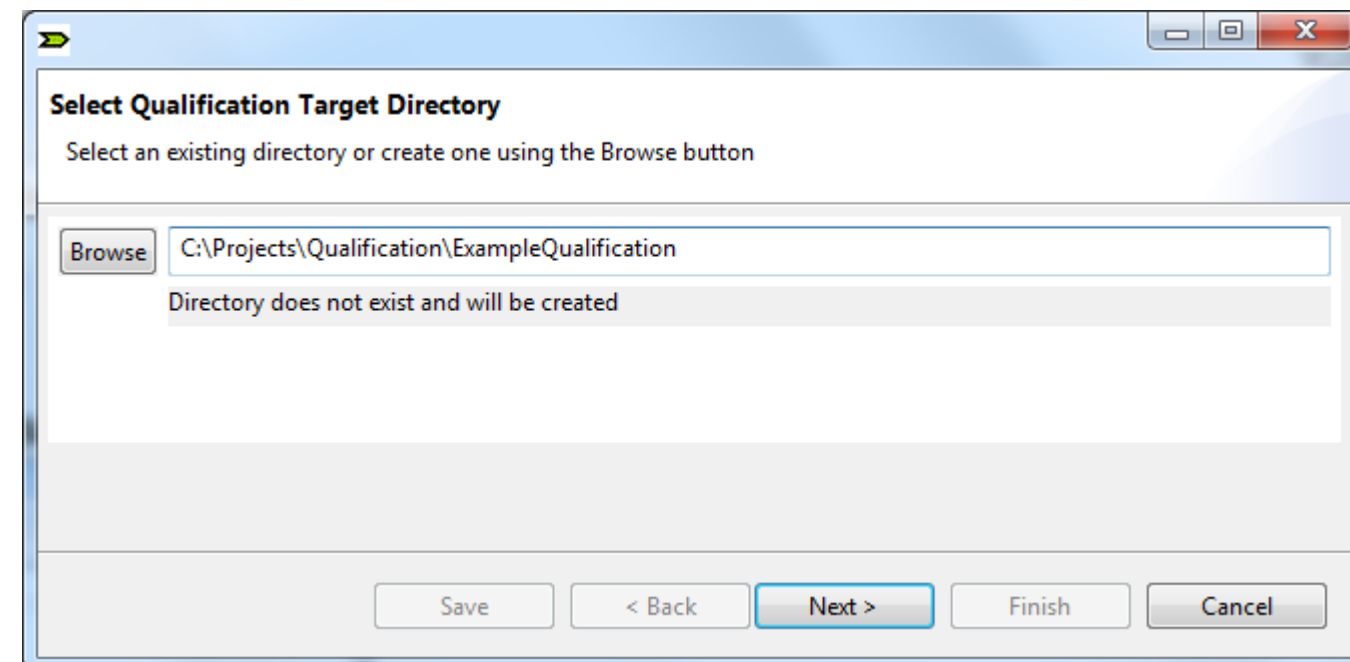 Select Qualification Target Directory
Select an existing directory or create one using the Browse button
Browse C:\Projects\Qualification\ExampleQualification
Directory does not exist and will be created
Save < Back Next > Finish Cancel